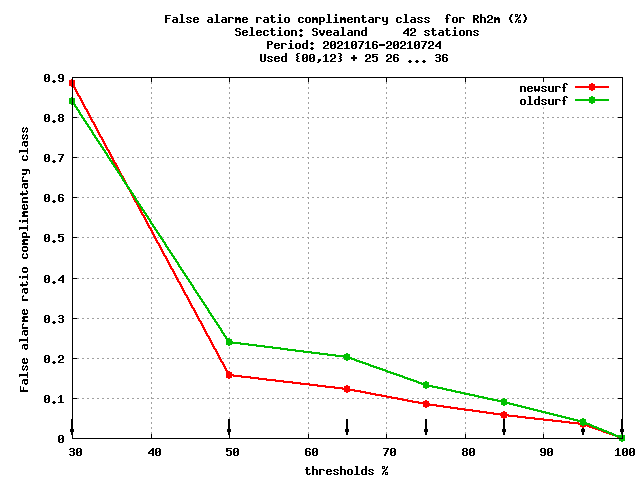 False alarme ratio complimentary class  for Rh2m (%)
Selection: Svealand     42 stations
Period: 20210716-20210724
Used {00,12} + 25 26 ... 36
newsurf
oldsurf
False alarme ratio complimentary class
0.9
0.8
0.7
0.6
0.5
0.4
0.3
0.2
0.1
0
30 40 50 60 70 80 90 100
thresholds %